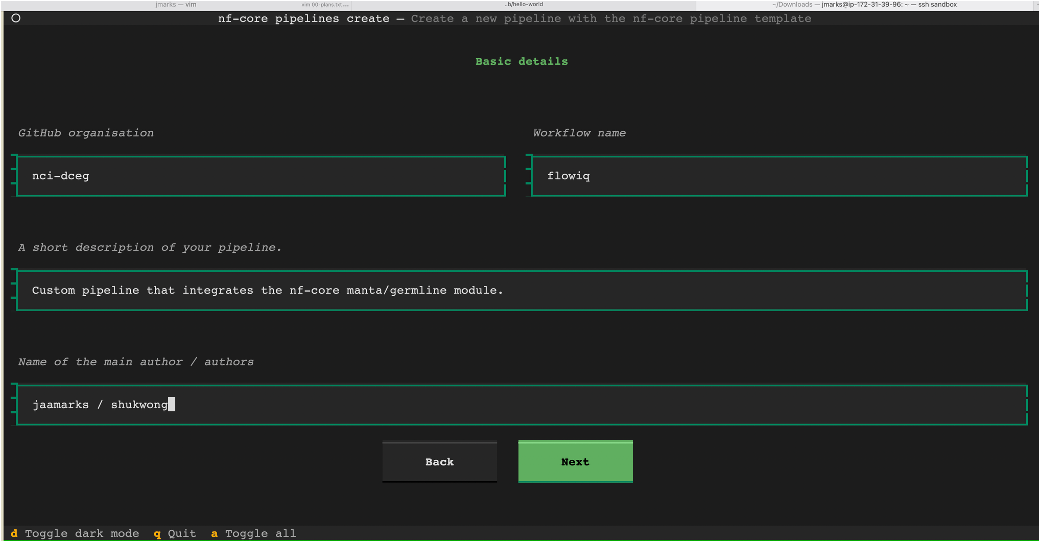 jmarks — vim
vim 00-plans.txt
..b/hello-world
~/Downloads — jmarks@ip-172-31-39-96: ~ — ssh sandbox
nf-core pipelines create — Create a new pipeline with the nf-core pipeline template
Basic details
GitHub organisation
Workflow name
nci-dceg
flowiq
A short description of your pipeline.
Custom pipeline that integrates the nf-core manta/germline module.
Name of the main author / authors
jaamarks / shukwong
Back
Next
d Toggle dark mode q Quit a Toggle all